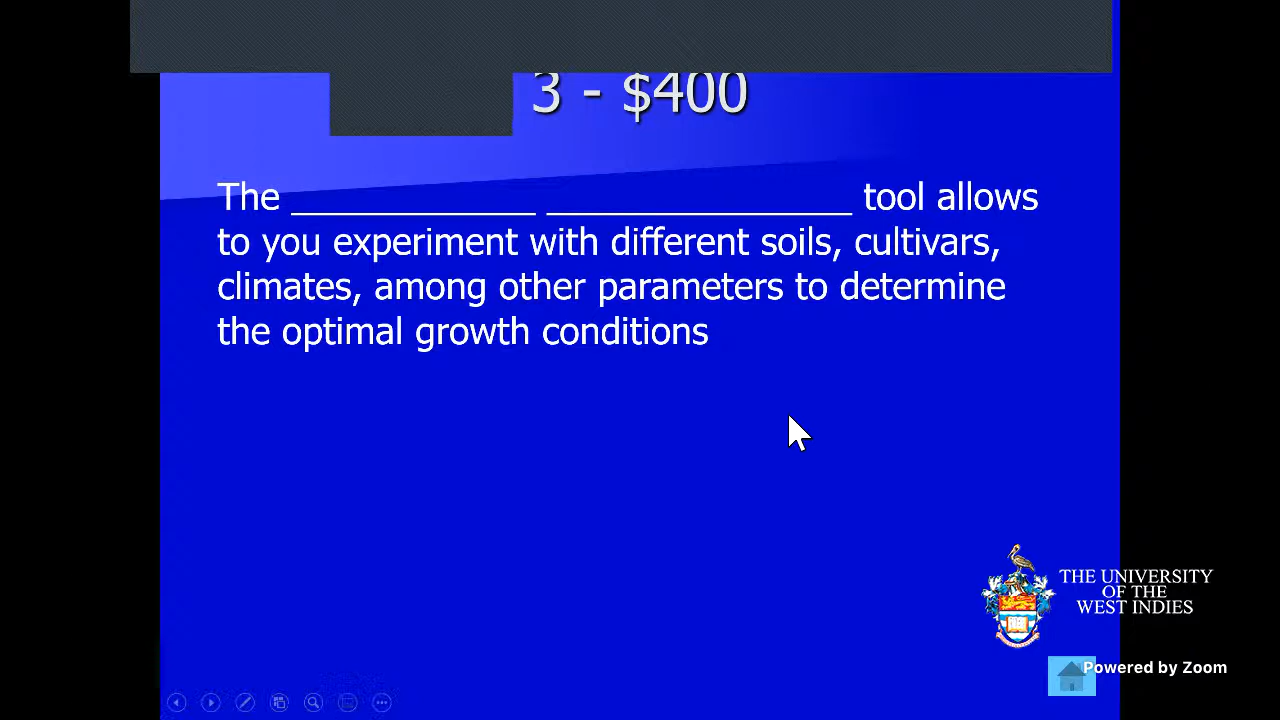 3 - $400
The ____________ _______________ tool allows
to you experiment with different soils, cultivars,
climates, among other parameters to determine
the optimal growth conditions
THE UNIVERSITY
OF THE
WEST INDIES
Powered by Zoom